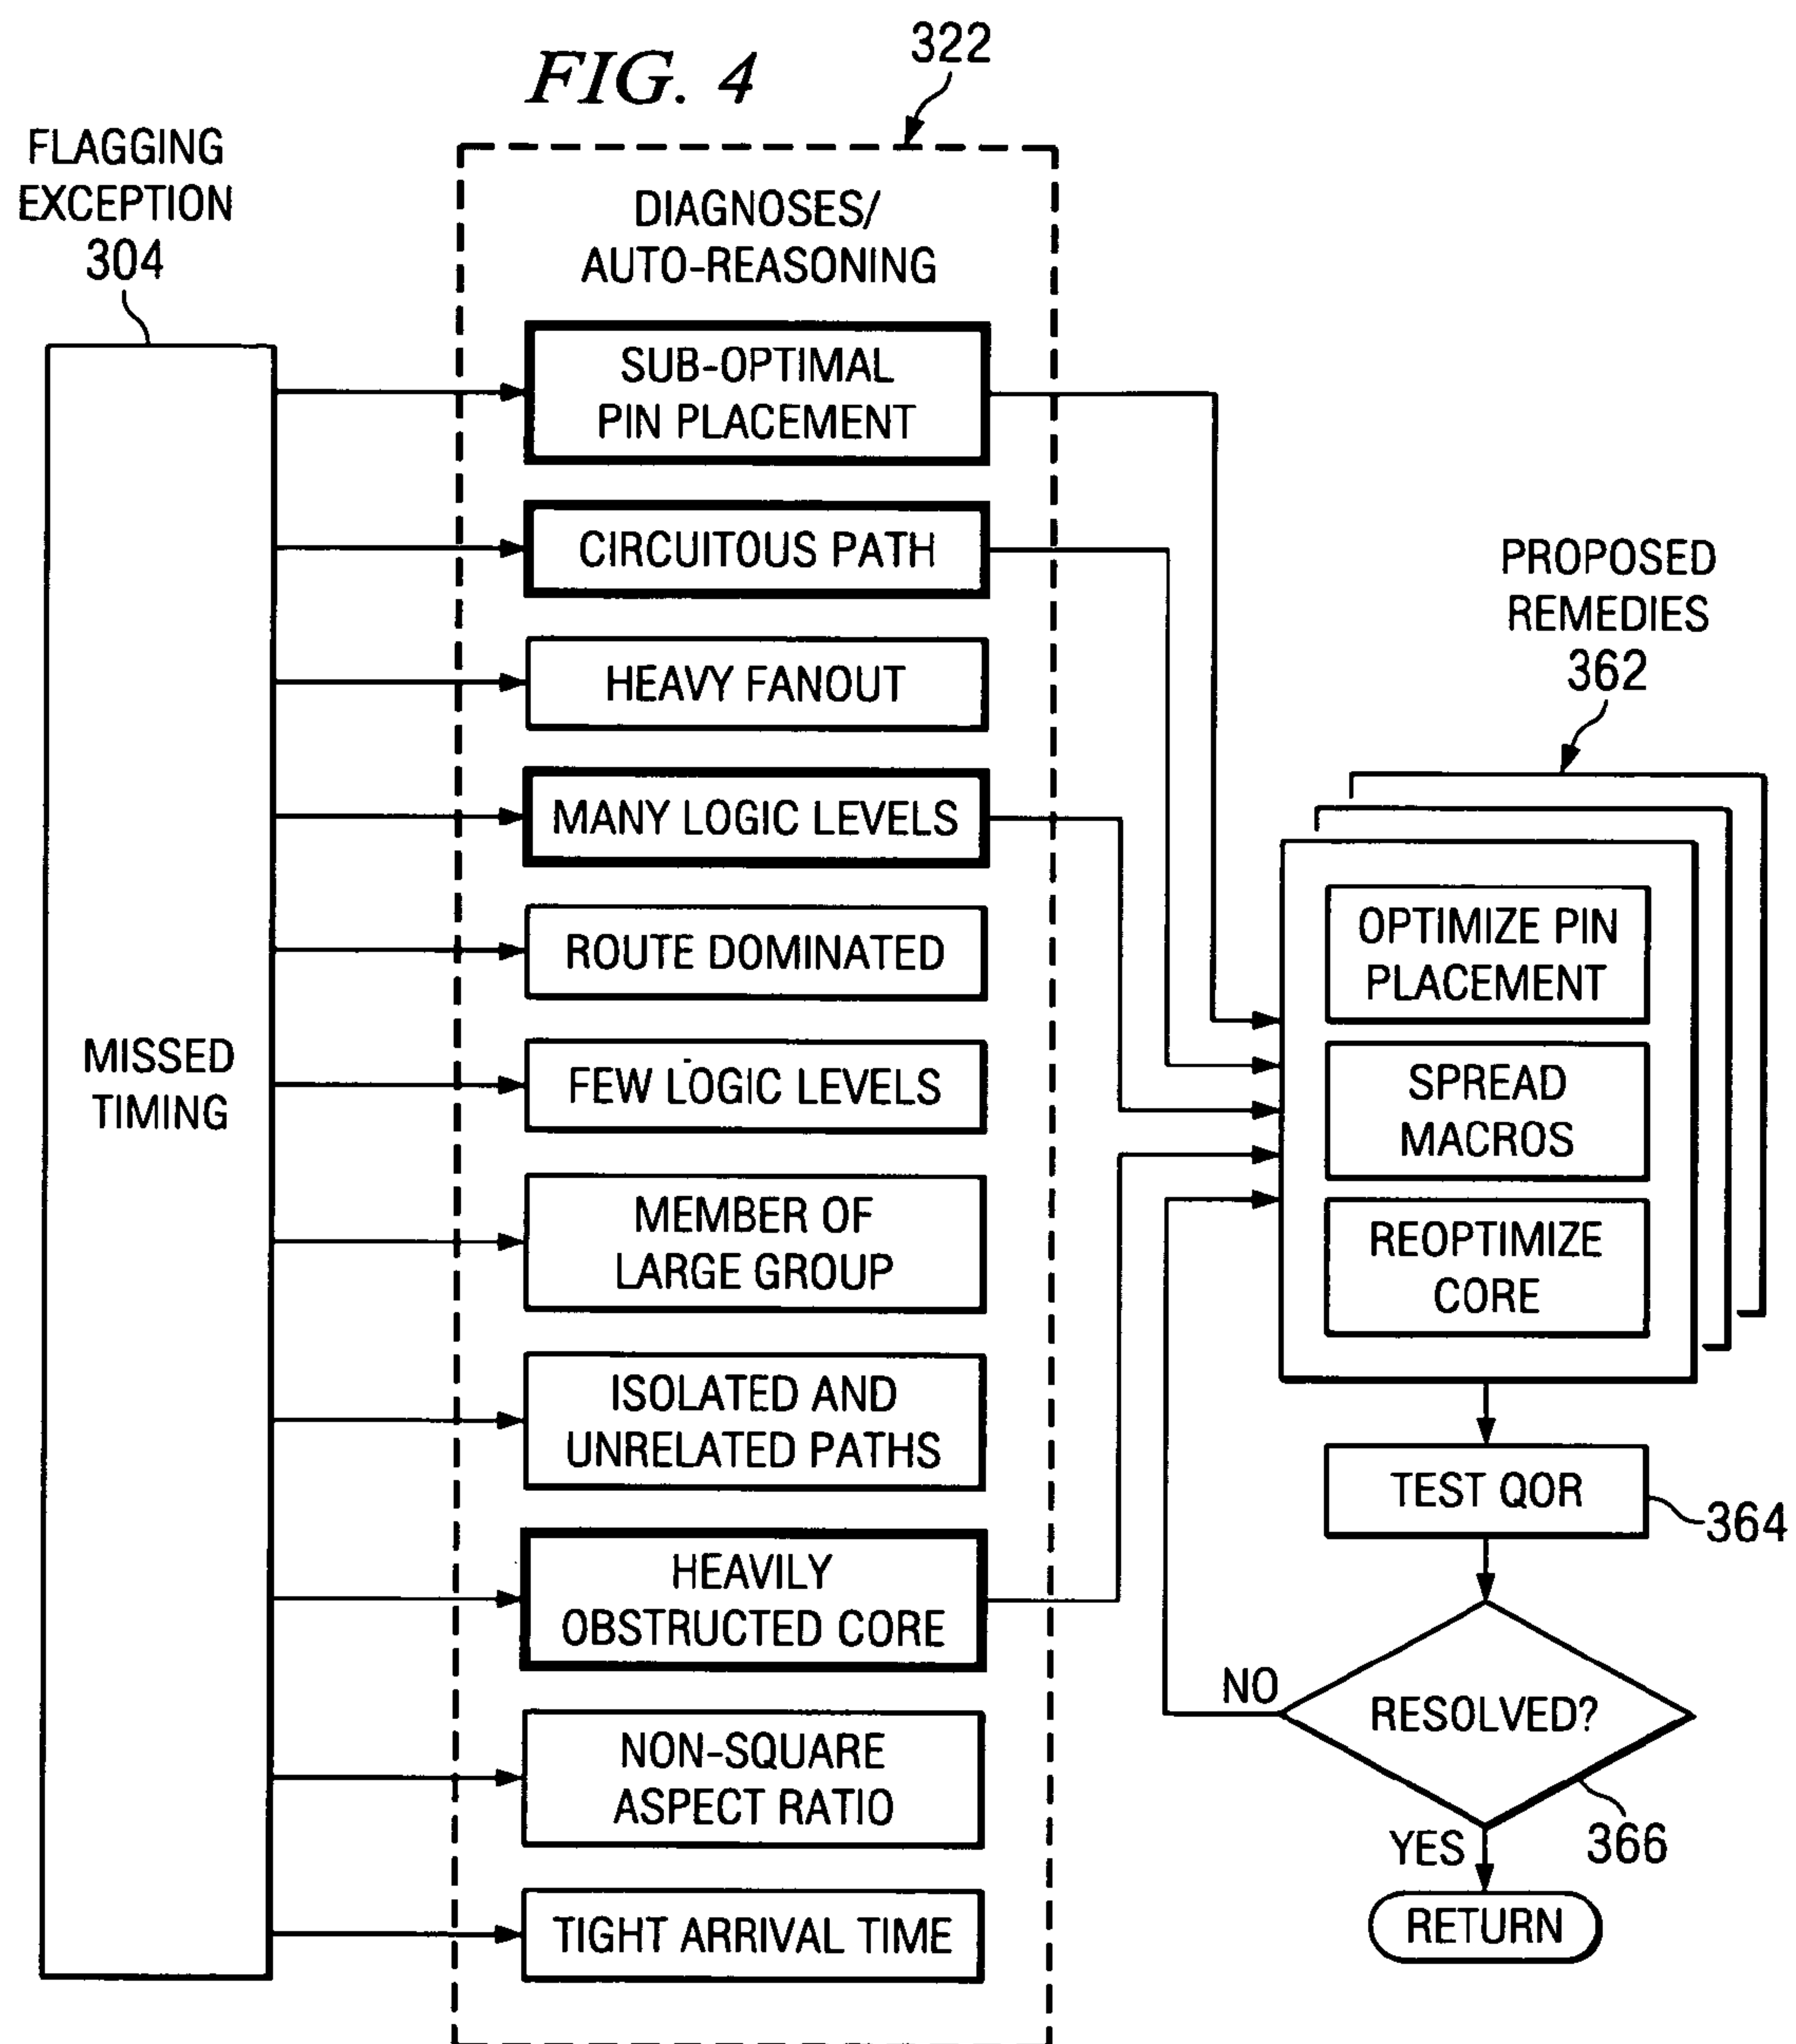 FIG. 4
322
FLAGGING
EXCEPTION
304
MISSED
TIMING
DIAGNOSES/
AUTO-REASONING
SUB-OPTIMAL
PIN PLACEMENT
CIRCUITOUS PATH
HEAVY FANOUT
MANY LOGIC LEVELS
ROUTE DOMINATED
FEW LOGIC LEVELS
MEMBER OF
LARGE GROUP
ISOLATED AND
UNRELATED PATHS
HEAVILY
OBSTRUCTED CORE
NON-SQUARE
ASPECT RATIO
TIGHT ARRIVAL TIME
PROPOSED
REMEDIES
362
OPTIMIZE PIN
PLACEMENT
SPREAD
MACROS
REOPTIMIZE
CORE
TEST QOR
364
RESOLVED?
NO
366
YES
RETURN